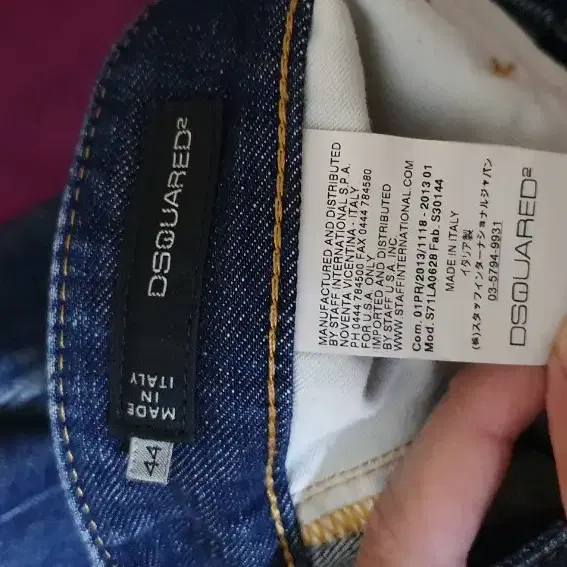 DSQUARED²
MADE
IN
ITALY
44
MANUFACTURED AND DISTRIBUTED
BY STAFF INTERNATIONAL S.P.A.
NOVENTA VICENTINA - ITALY
PH 0444 784500 FAX 0444 784580
FOR U.S.A. ONLY
IMPORTED AND DISTRIBUTED
BY STAFF U.S.A., INC.
WWW.STAFFINTERNATIONAL.COM
Com. 01PR/2013/1118 - 2013 01
Mod. S71LA0628 Fab. S30144
MADE IN ITALY
イタリア製
03-5794-9931
(株)スタッフインターナショナルジャパン
DSQUARED²